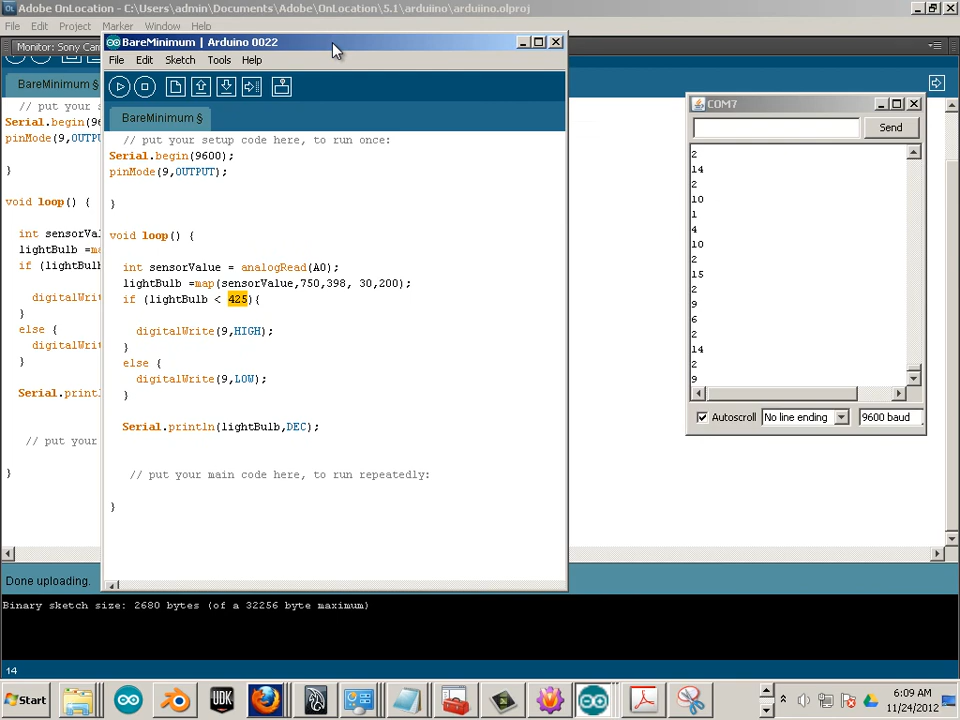 Adobe OnLocation - C:\Users\admin\Documents\Adobe\OnLocation\5.1\arduiino\arduiino.olproj
File Edit Project Marker Window Help
Monitor: Sony Cam
BareMinimum §
// put your s
Serial.begin(96
pinMode(9,OUTPU
}
void loop() {
int sensorVa
lightBulb =ma
if (lightBulb
digitalWrite
}
else {
digitalWrite
}
Serial.print
// put your
}
Done uploading.
Binary sketch size: 2680 bytes (of a 32256 byte maximum)
14
BareMinimum | Arduino 0022
File Edit Sketch Tools Help
BareMinimum §
// put your setup code here, to run once:
Serial.begin(9600);
pinMode(9,OUTPUT);
}
void loop() {
int sensorValue = analogRead(A0);
lightBulb =map(sensorValue,750,398, 30,200);
if (lightBulb < 425){
digitalWrite(9,HIGH);
}
else {
digitalWrite(9,LOW);
}
Serial.println(lightBulb,DEC);
// put your main code here, to run repeatedly:
}
COM7
Send
2
14
2
10
1
4
10
2
15
2
9
6
2
14
2
9
Autoscroll No line ending 9600 baud
Start UDK 6:09 AM
11/24/2012